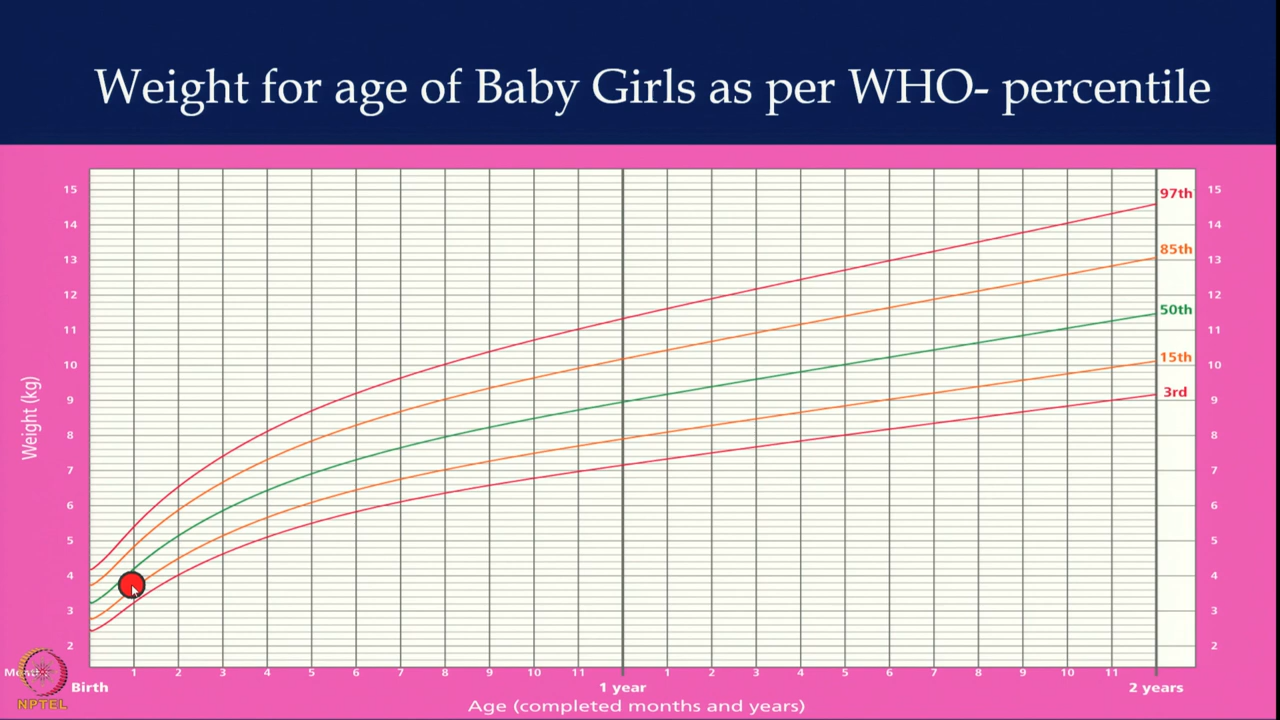 Weight for age of Baby Girls as per WHO- percentile
Weight (kg)
15 97th 15
14 85th 14
13 13
12 50th 12
11 11
10 15th 10
9 3rd 9
8 8
7 7
6 6
5 5
4 4
3 3
2 2
1 2 3 4 5 6 7 8 9 10 11 1 2 3 4 5 6 7 8 9 10 11
Birth 1 year 2 years
Age (completed months and years)
NPTEL